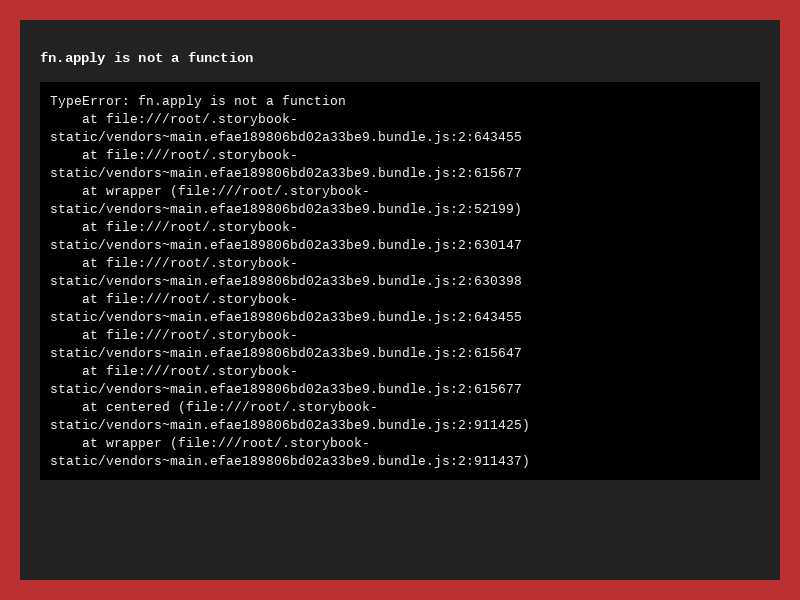 fn.apply is not a function
TypeError: fn.apply is not a function
    at file:///root/.storybook-
static/vendors~main.efae189806bd02a33be9.bundle.js:2:643455
    at file:///root/.storybook-
static/vendors~main.efae189806bd02a33be9.bundle.js:2:615677
    at wrapper (file:///root/.storybook-
static/vendors~main.efae189806bd02a33be9.bundle.js:2:52199)
    at file:///root/.storybook-
static/vendors~main.efae189806bd02a33be9.bundle.js:2:630147
    at file:///root/.storybook-
static/vendors~main.efae189806bd02a33be9.bundle.js:2:630398
    at file:///root/.storybook-
static/vendors~main.efae189806bd02a33be9.bundle.js:2:643455
    at file:///root/.storybook-
static/vendors~main.efae189806bd02a33be9.bundle.js:2:615647
    at file:///root/.storybook-
static/vendors~main.efae189806bd02a33be9.bundle.js:2:615677
    at centered (file:///root/.storybook-
static/vendors~main.efae189806bd02a33be9.bundle.js:2:911425)
    at wrapper (file:///root/.storybook-
static/vendors~main.efae189806bd02a33be9.bundle.js:2:911437)